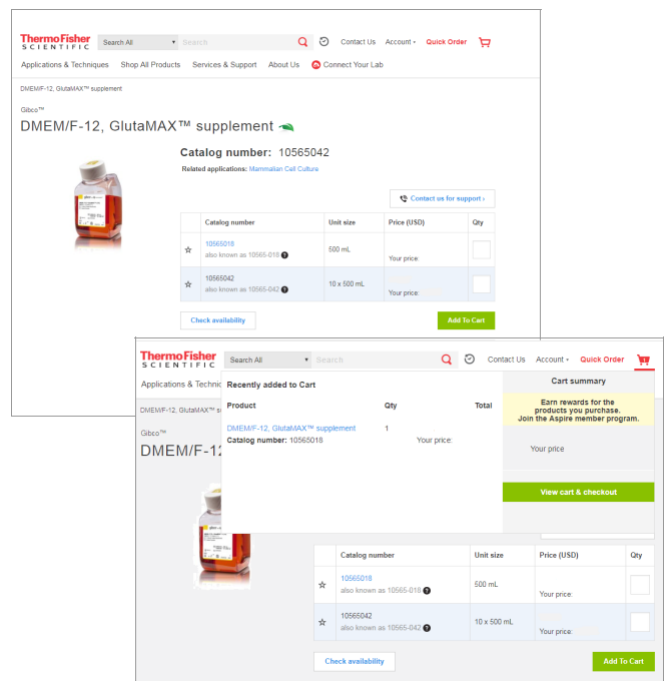 ThermoFisher
SCIENTIFIC
Search All
Search
Contact Us
Account
Quick Order
Applications & Techniques
Shop All Products
Services & Support
About Us
Connect Your Lab
DMEM/F-12, GlutaMAX™ supplement
Gibco™
DMEM/F-12, GlutaMAX™ supplement
Catalog number: 10565042
Related applications: Mammalian Cell Culture
Contact us for support ›
Catalog number Unit size Price (USD) Qty
10565018
also known as 10565-018
500 mL
Your price:
10565042
also known as 10565-042
10 x 500 mL
Your price:
Check availability
Add To Cart
ThermoFisher
SCIENTIFIC
Search All
Search
Contact Us
Account
Quick Order
1
Applications & Techni
Recently added to Cart
Cart summary
Product Qty Total
DMEM/F-12, GlutaMAX™ supplement 1
Catalog number: 10565018
Your price:
Earn rewards for the
products you purchase.
Join the Aspire member program.
Your price
View cart & checkout
DMEM/F-12, GlutaMAX™ s
Gibco™
DMEM/F-1
Catalog number Unit size Price (USD) Qty
10565018
also known as 10565-018
500 mL
Your price:
10565042
also known as 10565-042
10 x 500 mL
Your price:
Check availability
Add To Cart